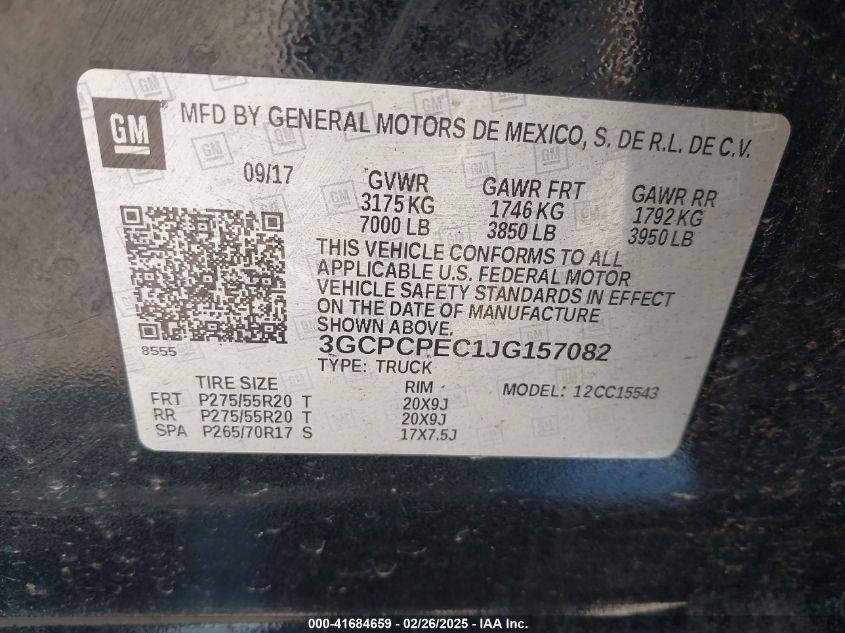 GM
MFD BY GENERAL MOTORS DE MEXICO, S. DE R.L. DE C.V.
09/17
GVWR GAWR FRT GAWR RR
3175 KG 1746 KG 1792 KG
7000 LB 3850 LB 3950 LB
THIS VEHICLE CONFORMS TO ALL
APPLICABLE U.S. FEDERAL MOTOR
VEHICLE SAFETY STANDARDS IN EFFECT
ON THE DATE OF MANUFACTURE
SHOWN ABOVE.
8555
3GCPCPEC1JG157082
TYPE: TRUCK
TIRE SIZE RIM MODEL: 12CC15543
FRT P275/55R20 T 20X9J
RR P275/55R20 T 20X9J
SPA P265/70R17 S 17X7.5J
000-41684659 - 02/26/2025 - IAA Inc.